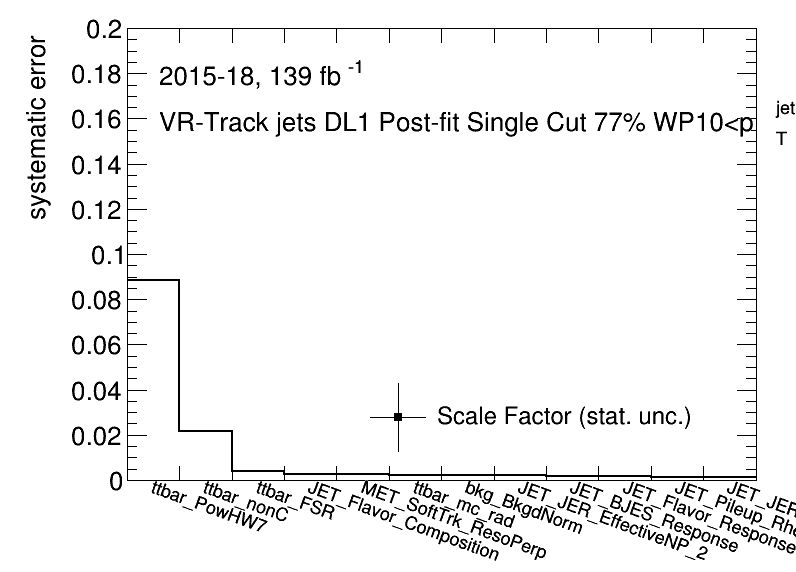 systematic error
0.2
0.18
0.16
0.14
0.12
0.1
0.08
0.06
0.04
0.02
0
2015-18, 139 fb -1
VR-Track jets DL1 Post-fit Single Cut 77% WP10<p
jet
T
Scale Factor (stat. unc.)
ttbar_PowHW7
ttbar_nonC
ttbar_FSR
JET_Flavor_Composition
MET_SoftTrk_ResoPerp
ttbar_mc_rad
bkg_BkgdNorm
JET_JER_EffectiveNP_2
JET_BJES_Response
JET_Flavor_Response
JET_Pileup_Rh
JET_JER